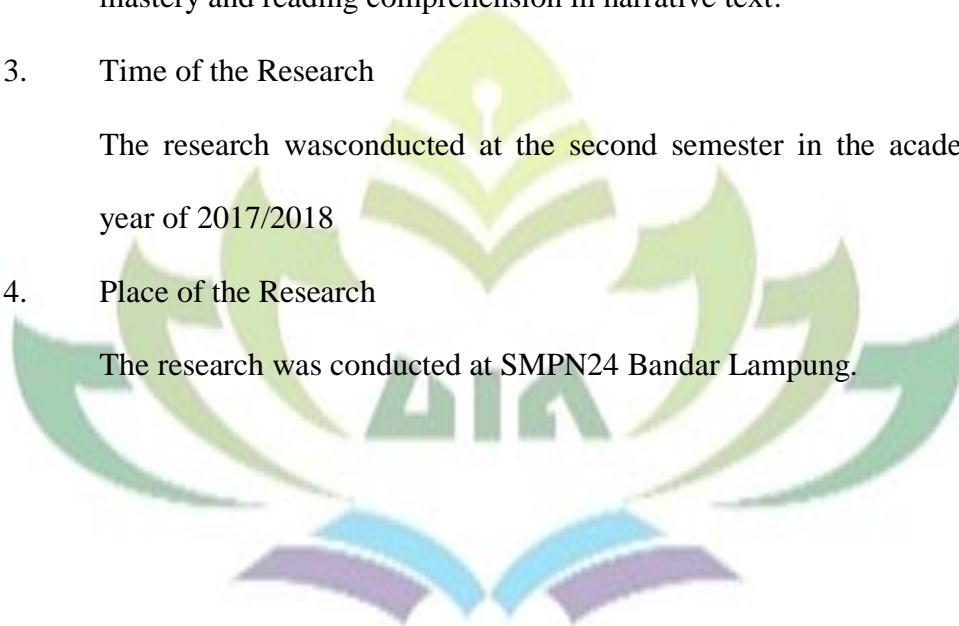 mastery and reading comprehension in narrative text.
3. Time of the Research
The research wasconducted at the second semester in the
year of 2017/2018
4. Place of the Research
The research was conducted at SMPN24 Bandar Lampung.